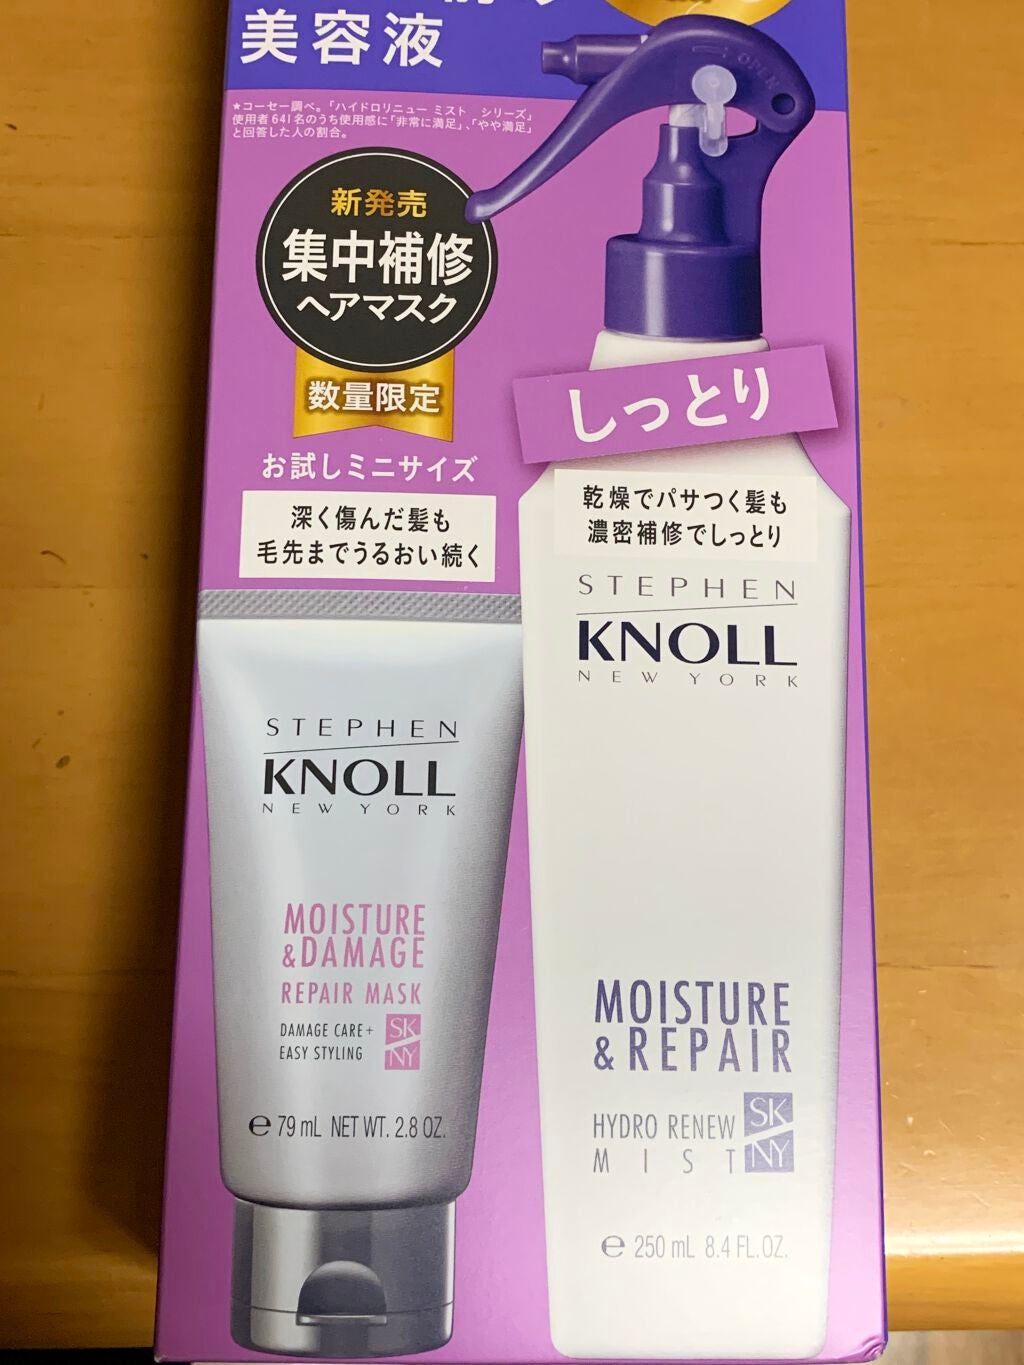 美容液
★コーセー調べ。「ハイドロリニュー ミスト シリーズ」
使用者641名のうち使用感に「非常に満足」、「やや満足」
と回答した人の割合。
新発売
集中補修
ヘアマスク
数量限定
お試しミニサイズ
深く傷んだ髪も
毛先までうるおい続く
STEPHEN
KNOLL
NEW YORK
MOISTURE
&DAMAGE
REPAIR MASK
DAMAGE CARE+
EASY STYLING
SK
NY
℮ 79 mL NET WT. 2.8 OZ.
OPEN
しっとり
乾燥でパサつく髪も
濃密補修でしっとり
STEPHEN
KNOLL
NEW YORK
MOISTURE
&REPAIR
HYDRO RENEW
MIST
SK
NY
℮ 250 mL 8.4 FL.OZ.